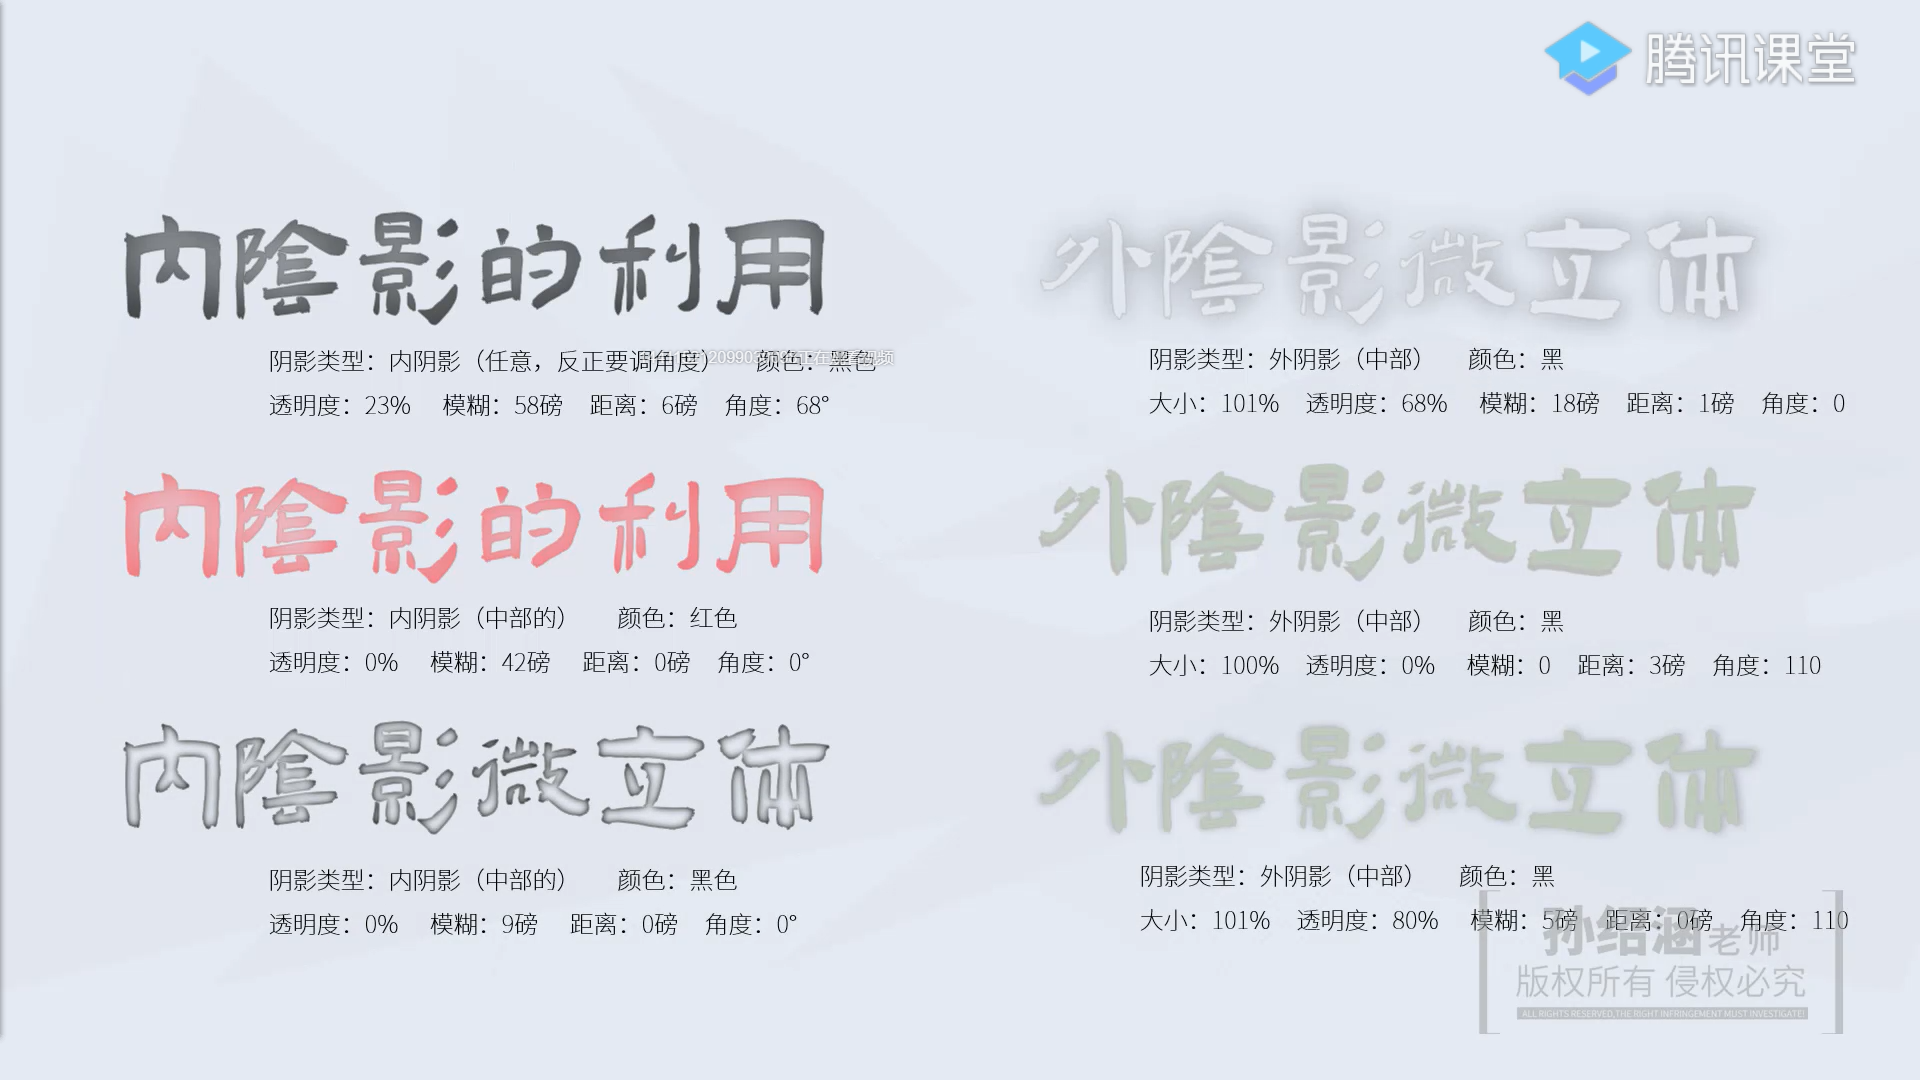 腾讯课堂
内陰影的利用
阴影类型：内阴影（任意，反正要调角度） 颜色：黑色
透明度：23% 模糊：58磅 距离：6磅 角度：68°
内陰影的利用
阴影类型：内阴影（中部的） 颜色：红色
透明度：0% 模糊：42磅 距离：0磅 角度：0°
内陰影微立体
阴影类型：内阴影（中部的） 颜色：黑色
透明度：0% 模糊：9磅 距离：0磅 角度：0°
外陰影微立体
阴影类型：外阴影（中部） 颜色：黑
大小：101% 透明度：68% 模糊：18磅 距离：1磅 角度：0
外陰影微立体
阴影类型：外阴影（中部） 颜色：黑
大小：100% 透明度：0% 模糊：0 距离：3磅 角度：110
外陰影微立体
阴影类型：外阴影（中部） 颜色：黑
大小：101% 透明度：80% 模糊：5磅 距离：0磅 角度：110
孙绍涵老师
版权所有 侵权必究
ALL RIGHTS RESERVED,THE RIGHT INFRINGEMENT MUST INVESTIGATE!